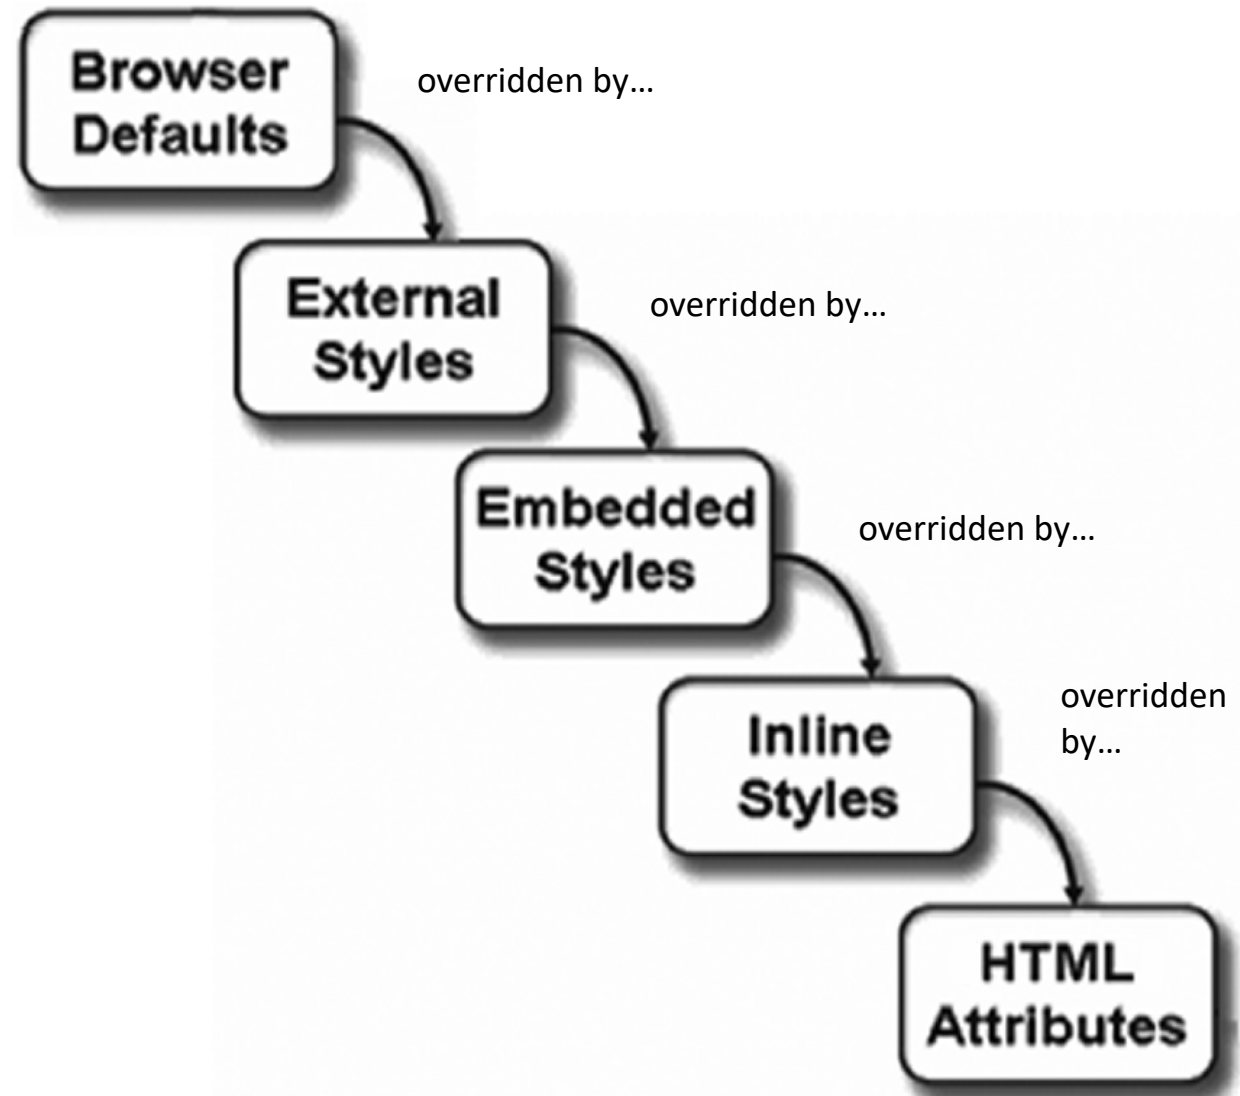 Browser
Defaults
overridden by…
External
Styles
overridden by…
Embedded
Styles
overridden by…
Inline
Styles
overridden
by…
HTML
Attributes